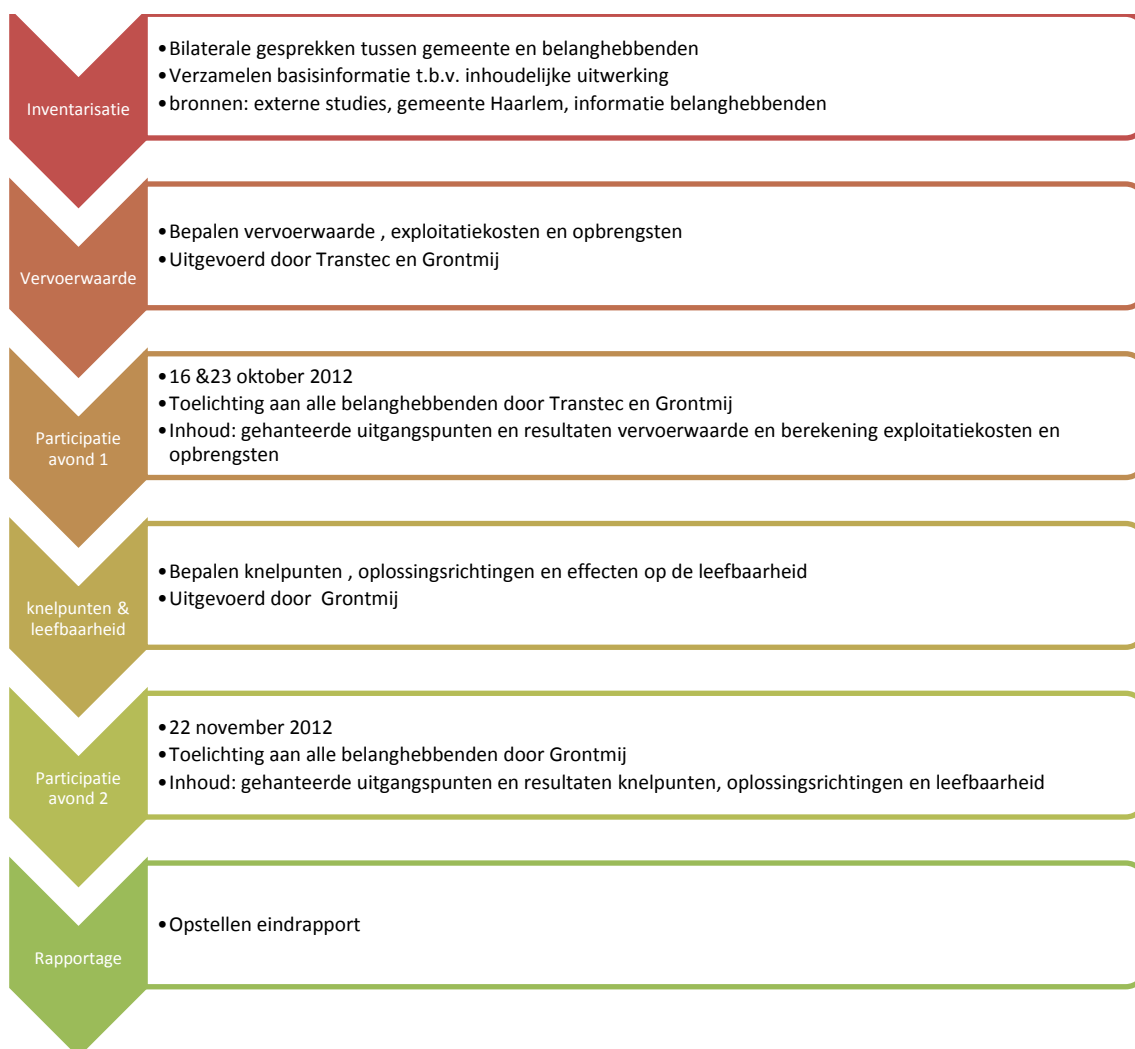 Inventarisatie
•Bilaterale gesprekken tussen gemeente en belanghebbenden
•Verzamelen basisinformatie t.b.v. inhoudelijke uitwerking
•bronnen: externe studies, gemeente Haarlem, informatie belanghebbenden
Vervoerwaarde
•Bepalen vervoerwaarde , exploitatiekosten en opbrengsten
•Uitgevoerd door Transtec en Grontmij
Participatie
avond 1
•16 &23 oktober 2012
•Toelichting aan alle belanghebbenden door Transtec en Grontmij
•Inhoud: gehanteerde uitgangspunten en resultaten vervoerwaarde en berekening exploitatiekosten en
opbrengsten
knelpunten &
leefbaarheid
•Bepalen knelpunten , oplossingsrichtingen en effecten op de leefbaarheid
•Uitgevoerd door  Grontmij
Participatie
avond 2
•22 november 2012
•Toelichting aan alle belanghebbenden door Grontmij
•Inhoud: gehanteerde uitgangspunten en resultaten knelpunten, oplossingsrichtingen en leefbaarheid
Rapportage
•Opstellen eindrapport